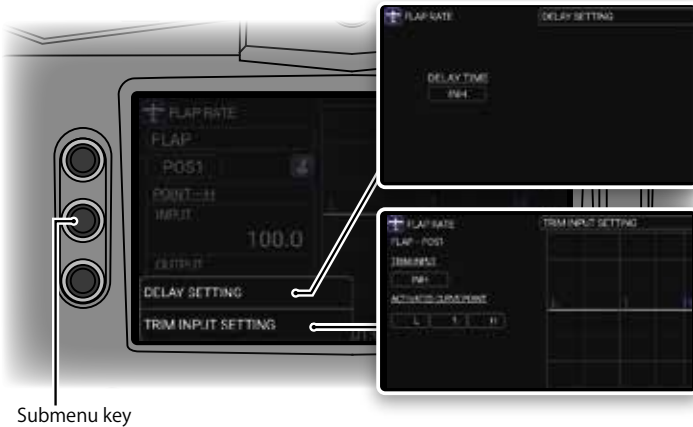 FLAP RATE
DELAY SETTING
DELAY TIME
INH
FLAP RATE
FLAP
POS1
POINT-H
INPUT
100.0
OUTPUT
DELAY SETTING
TRIM INPUT SETTING
FLAP RATE
TRIM INPUT SETTING
FLAP - POS1
TRIM INPUT
INH
ACTIVATED CURVE POINT
L 1 H
L 1
Submenu key